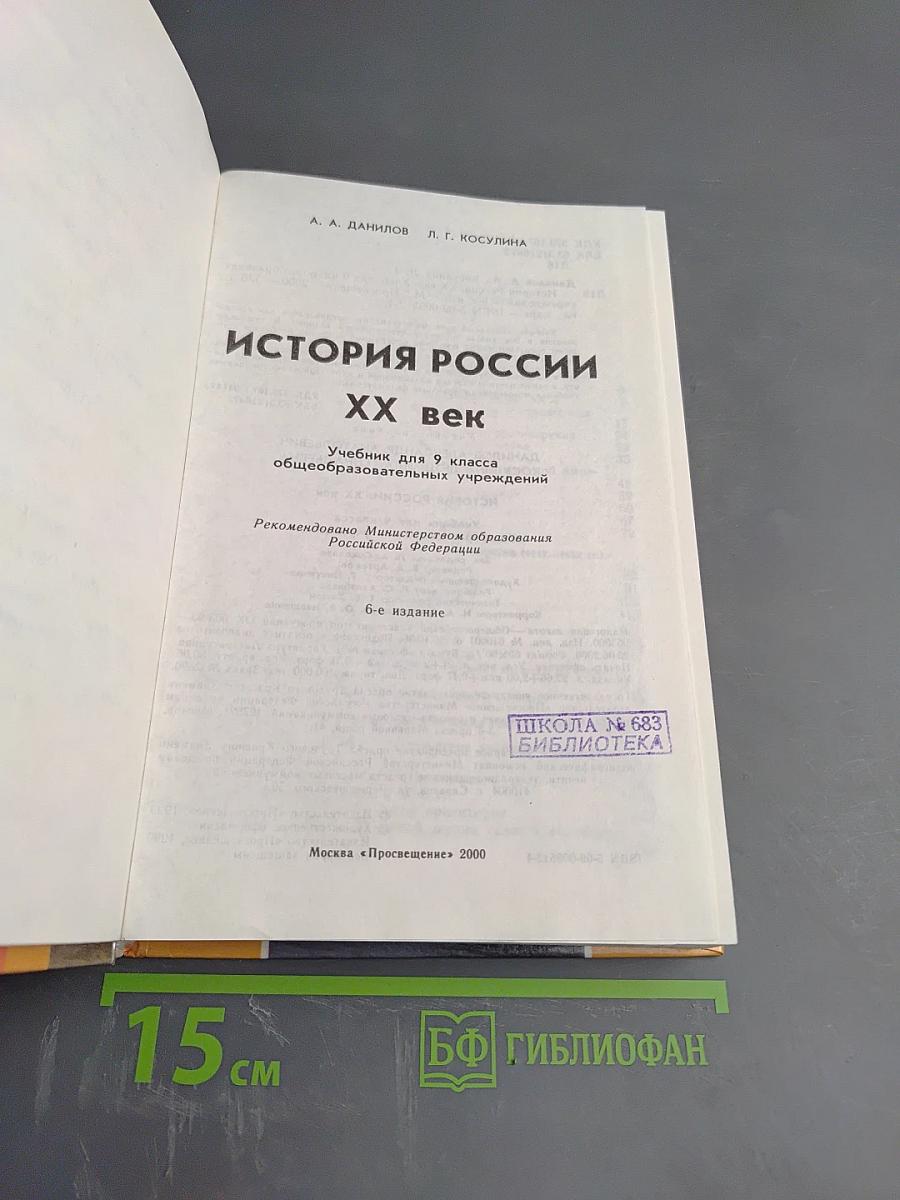 А. А. ДАНИЛОВ Л. Г. КОСУЛИНА
ИСТОРИЯ РОССИИ
XX век
Учебник для 9 класса
общеобразовательных учреждений
Рекомендовано Министерством образования
Российской Федерации
6-е издание
ШКОЛА № 683
БИБЛИОТЕКА
Москва «Просвещение» 2000
15 см
БФ ГИБЛИОФАН